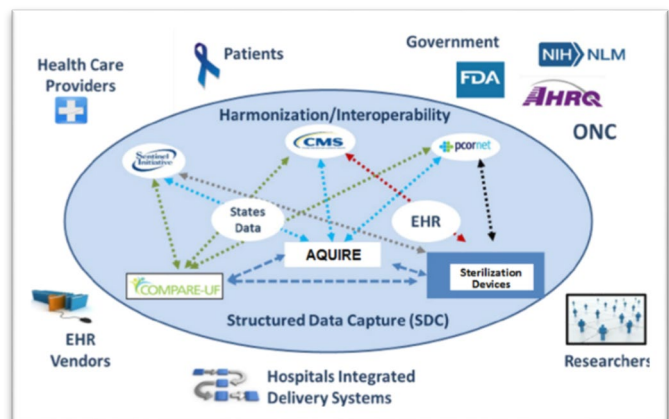 Health Care
Providers
Patients
Government
FDA
NIH NLM
AHRQ
ONC
Harmonization/Interoperability
Sentinel
Initiative
CMS
pcornet
States
Data
EHR
AQUIRE
COMPARE-UF
Sterilization
Devices
Structured Data Capture (SDC)
EHR
Vendors
Hospitals Integrated
Delivery Systems
Researchers